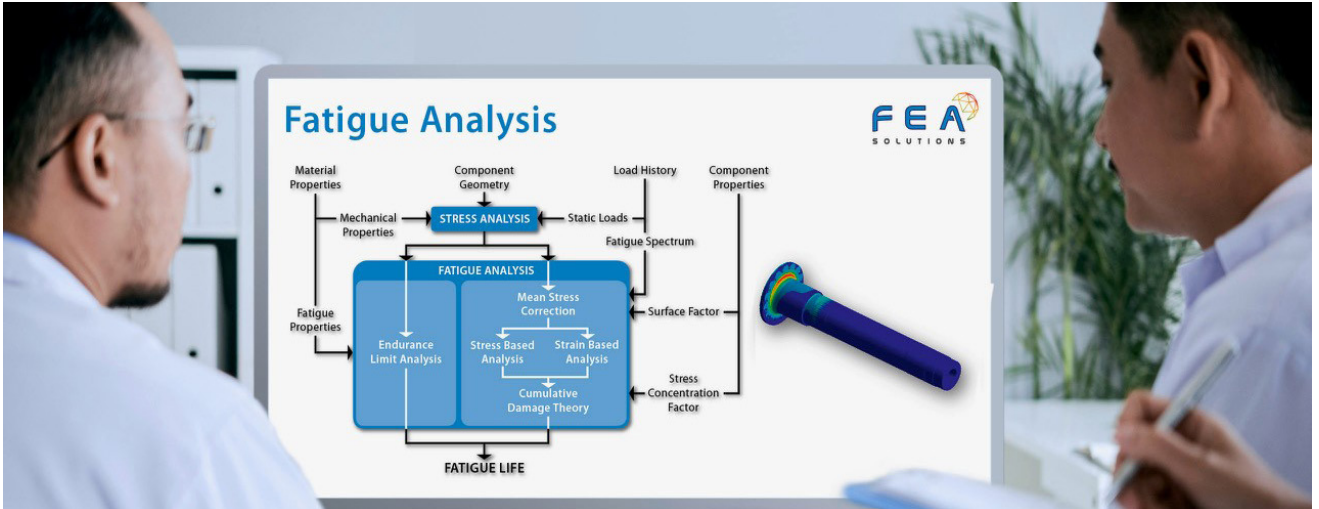 Fatigue Analysis
FEA
SOLUTIONS
Material
Properties
Component
Geometry
Load History
Component
Properties
Mechanical
Properties
STRESS ANALYSIS
Static Loads
Fatigue Spectrum
FATIGUE ANALYSIS
Mean Stress
Correction
Fatigue
Properties
Surface Factor
Endurance
Limit Analysis
Stress Based
Analysis
Strain Based
Analysis
Stress
Concentration
Factor
Cumulative
Damage Theory
FATIGUE LIFE